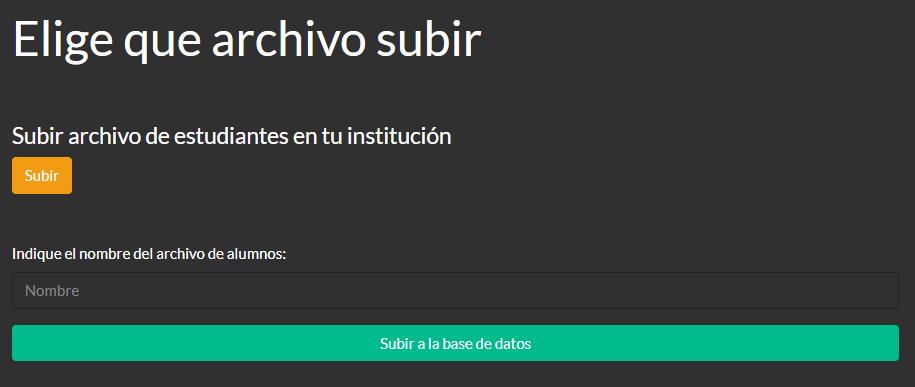 Elige que archivo subir
Subir archivo de estudiantes en tu institución
Subir
Indique el nombre del archivo de alumnos:
Nombre
Subir a la base de datos